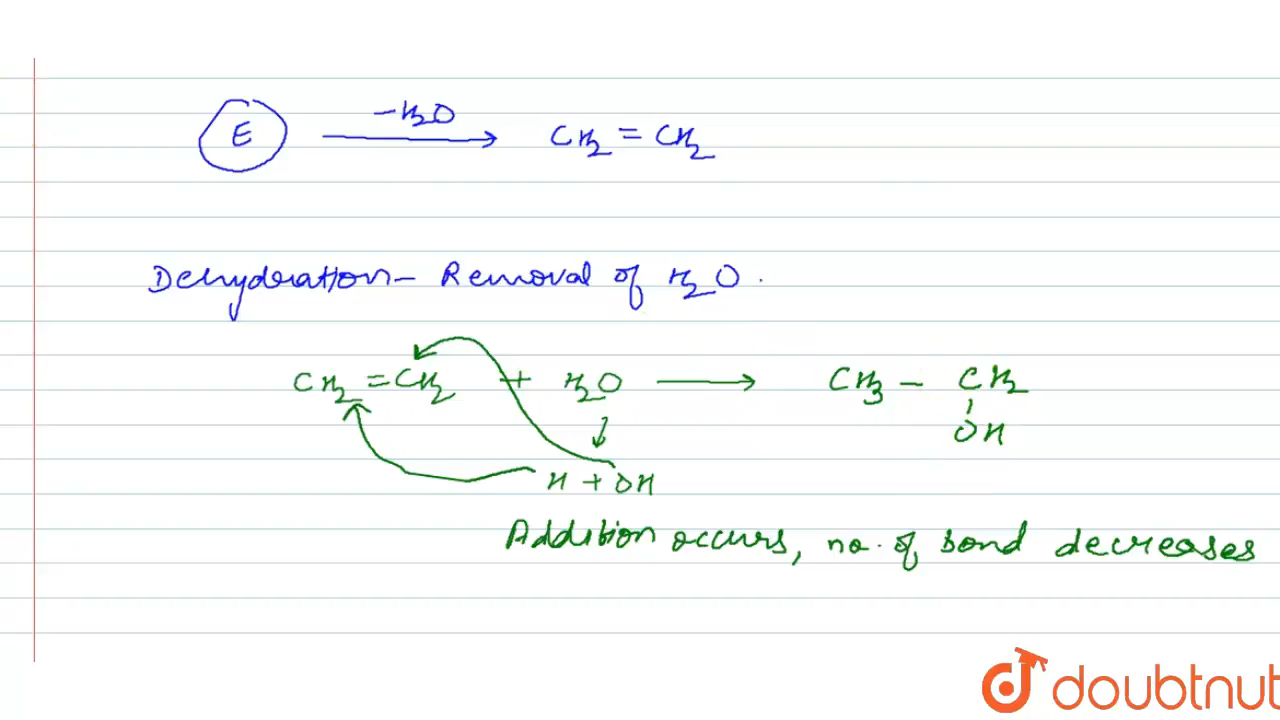 E -H2O → CH2 = CH2
Dehydration - Removal of H2O.
CH2 = CH2 + H2O → CH3 - CH2
OH
H + OH
Addition occurs, no. of bond decreases
doubtnut